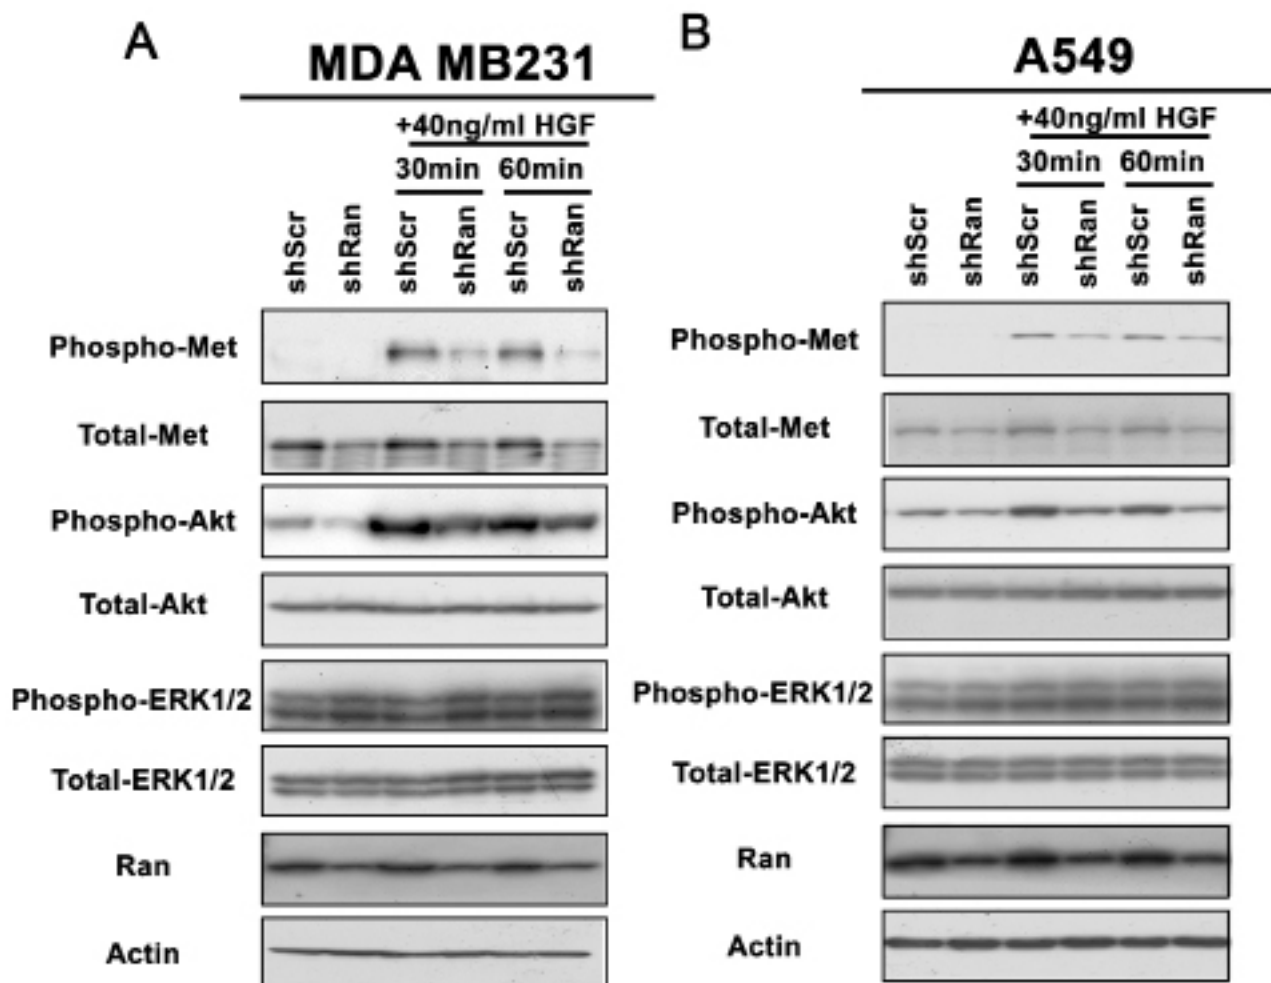 A
MDA MB231
+40ng/ml HGF
30min 60min
shScr shRan shScr shRan shScr shRan
Phospho-Met
Total-Met
Phospho-Akt
Total-Akt
Phospho-ERK1/2
Total-ERK1/2
Ran
Actin
B
A549
+40ng/ml HGF
30min 60min
shScr shRan shScr shRan shScr shRan
Phospho-Met
Total-Met
Phospho-Akt
Total-Akt
Phospho-ERK1/2
Total-ERK1/2
Ran
Actin